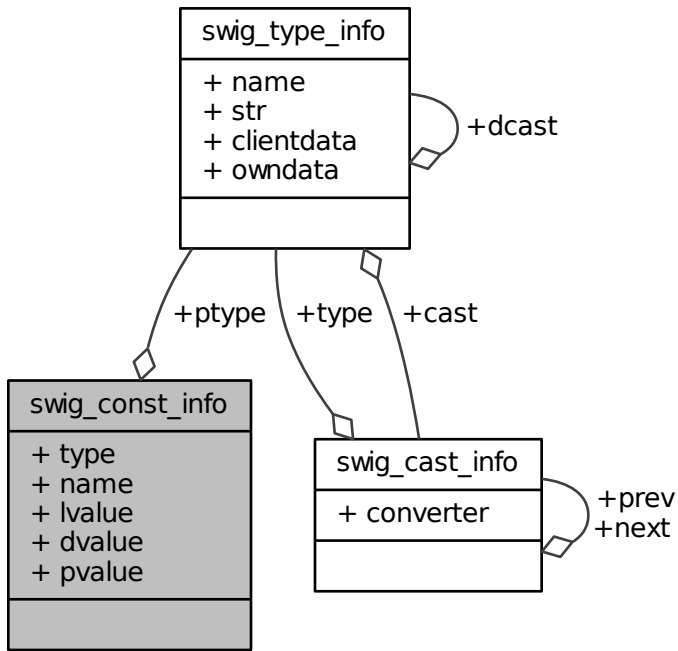 swig_type_info
+ name
+ str
+ clientdata
+ owndata
+dcast
+ptype
+type
+cast
swig_const_info
+ type
+ name
+ lvalue
+ dvalue
+ pvalue
swig_cast_info
+ converter
+prev
+next